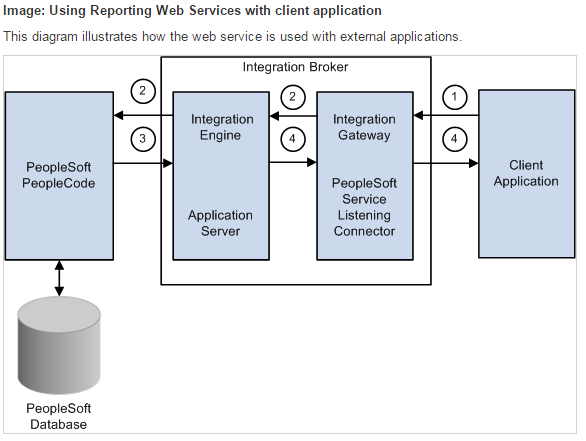 Image: Using Reporting Web Services with client application
This diagram illustrates how the web service is used with external applications.
Integration Broker
2
2
1
Integration
Engine
Integration
Gateway
3
4
4
PeopleSoft
PeopleCode
Client
Application
PeopleSoft
Service
Listening
Connector
Application
Server
PeopleSoft
Database